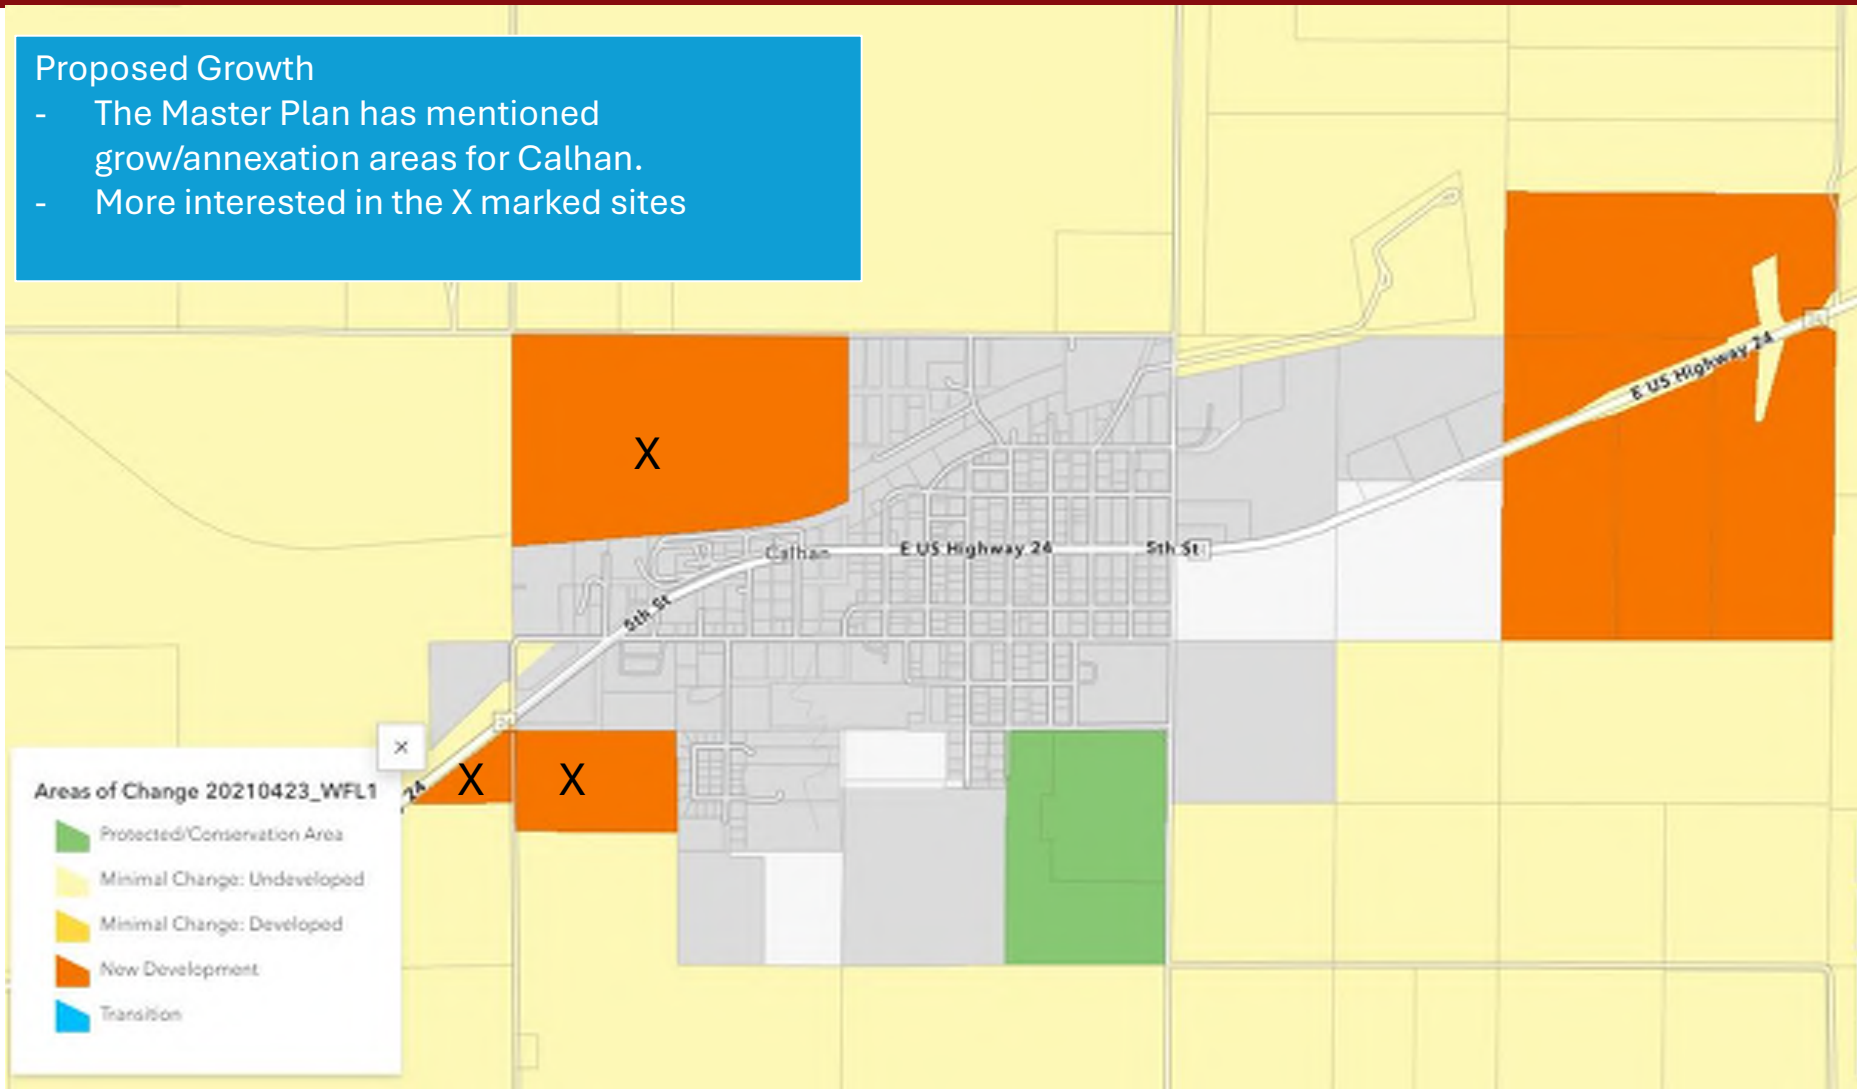 Proposed Growth
- The Master Plan has mentioned
grow/annexation areas for Calhan.
- More interested in the X marked sites
E US Highway 24
X
Calhan
E US Highway 24
5th St
5th St
X
X
24
×
Areas of Change 20210423_WFL1
Protected/Conservation Area
Minimal Change: Undeveloped
Minimal Change: Developed
New Development
Transition